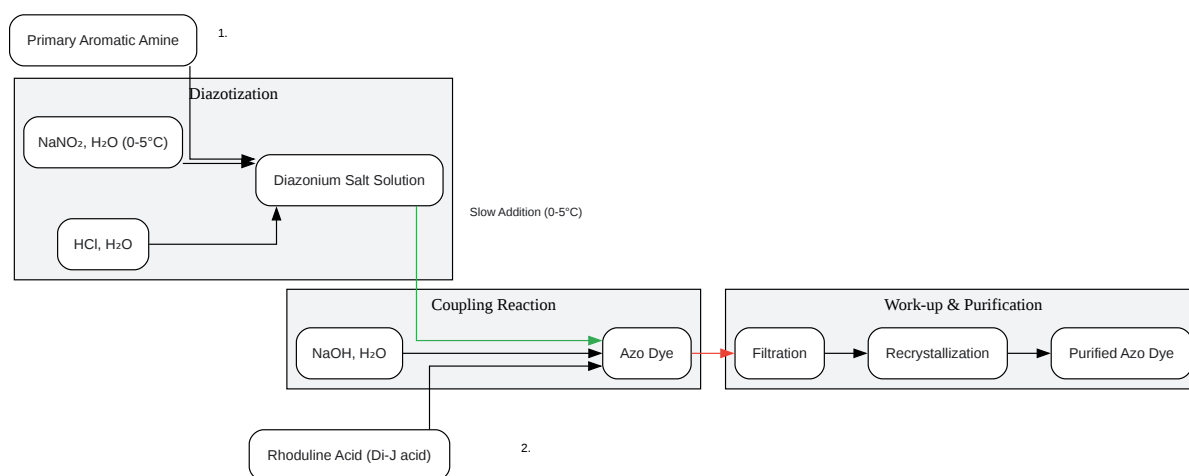 Primary Aromatic Amine
1.
Diazotization
NaNO₂, H₂O (0-5°C)
Diazonium Salt Solution
HCl, H₂O
Slow Addition (0-5°C)
Coupling Reaction
NaOH, H₂O
Azo Dye
Work-up & Purification
Filtration
Recrystallization
Purified Azo Dye
Rhoduline Acid (Di-J acid)
2.